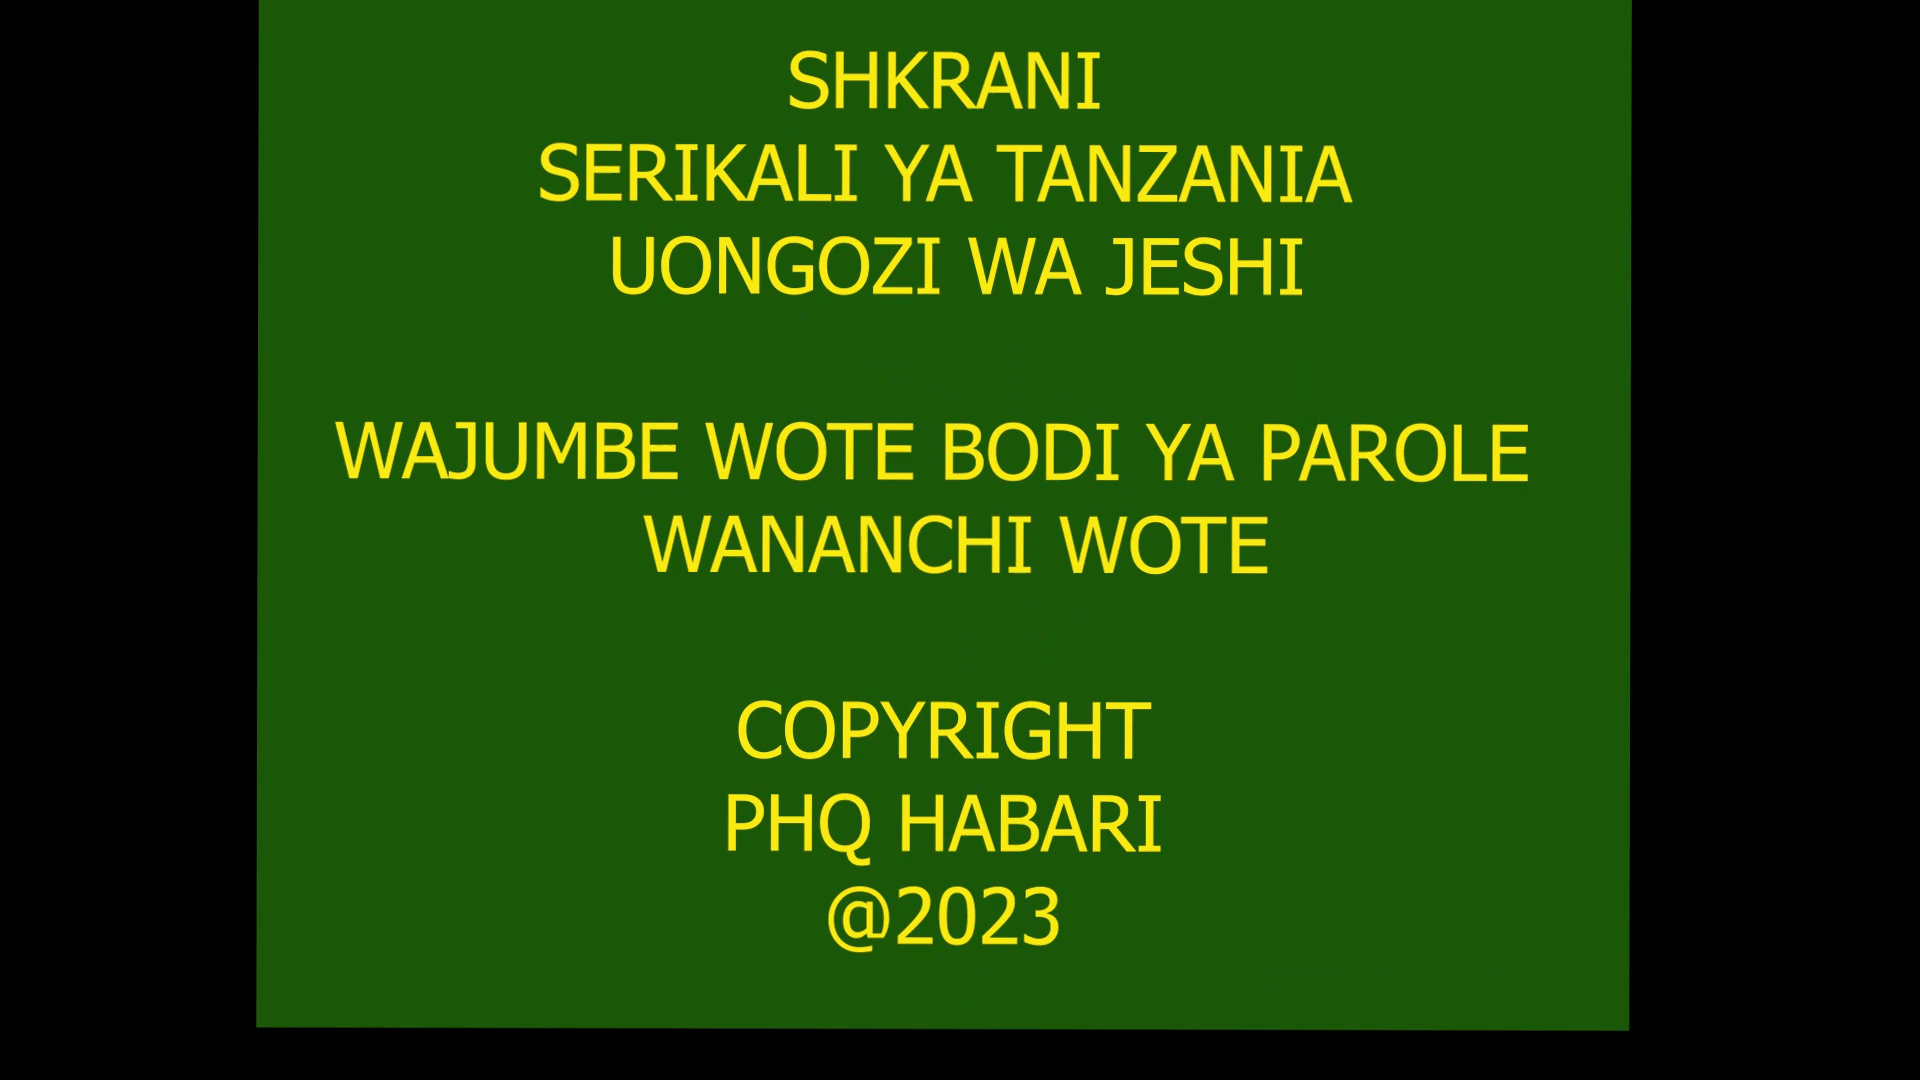 SHKRANI
SERIKALI YA TANZANIA
UONGOZI WA JESHI
WAJUMBE WOTE BODI YA PAROLE
WANANCHI WOTE
COPYRIGHT
PHQ HABARI
@2023